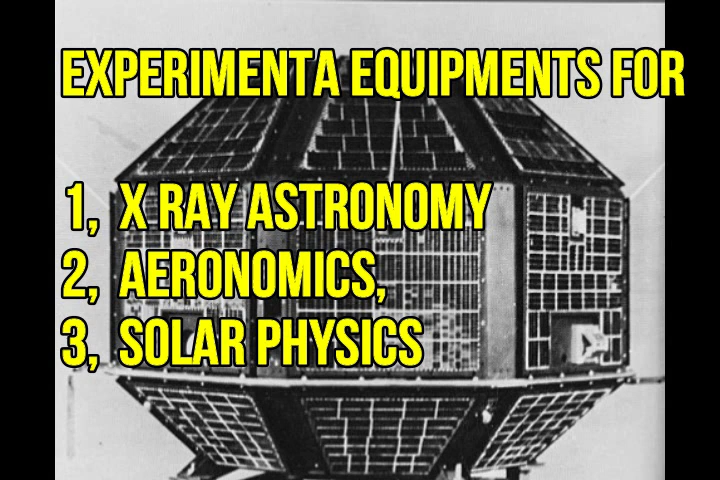 EXPERIMENTA EQUIPMENTS FOR
1, X RAY ASTRONOMY
2, AERONOMICS,
3, SOLAR PHYSICS